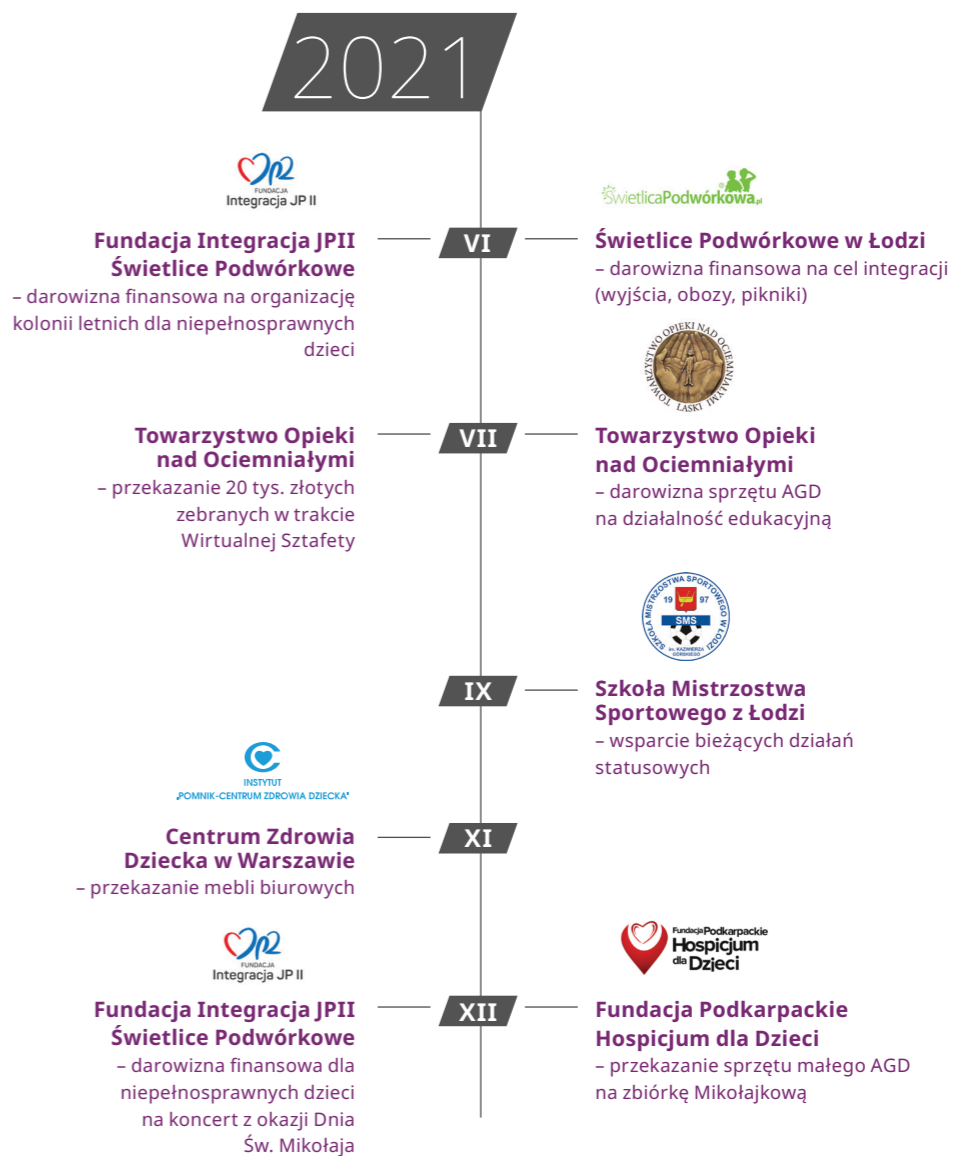 2021
FUNDACJA
Integracja JP II
Fundacja Integracja JPII
Świetlice Podwórkowe
– darowizna finansowa na organizację
kolonii letnich dla niepełnosprawnych
dzieci
VI
ŚwietlicaPodwórkowa.pl
Świetlice Podwórkowe w Łodzi
– darowizna finansowa na cel integracji
(wyjścia, obozy, pikniki)
Towarzystwo Opieki
nad Ociemniałymi
– przekazanie 20 tys. złotych
zebranych w trakcie
Wirtualnej Sztafety
VII
TOWARZYSTWO OPIEKI NAD OCIEMNIAŁYMI
LASKI
Towarzystwo Opieki
nad Ociemniałymi
– darowizna sprzętu AGD
na działalność edukacyjną
IX
SZKOŁA MISTRZOSTWA SPORTOWEGO W ŁODZI
19 97
SMS
im. KAZIMIERZA
GÓRSKIEGO
Szkoła Mistrzostwa
Sportowego z Łodzi
– wsparcie bieżących działań
statusowych
INSTYTUT
„POMNIK-CENTRUM ZDROWIA DZIECKA"
Centrum Zdrowia
Dziecka w Warszawie
– przekazanie mebli biurowych
XI
FUNDACJA
Integracja JP II
Fundacja Integracja JPII
Świetlice Podwórkowe
– darowizna finansowa dla
niepełnosprawnych dzieci
na koncert z okazji Dnia
Św. Mikołaja
XII
Fundacja Podkarpackie
Hospicjum
dla Dzieci
Fundacja Podkarpackie
Hospicjum dla Dzieci
– przekazanie sprzętu małego AGD
na zbiórkę Mikołajkową